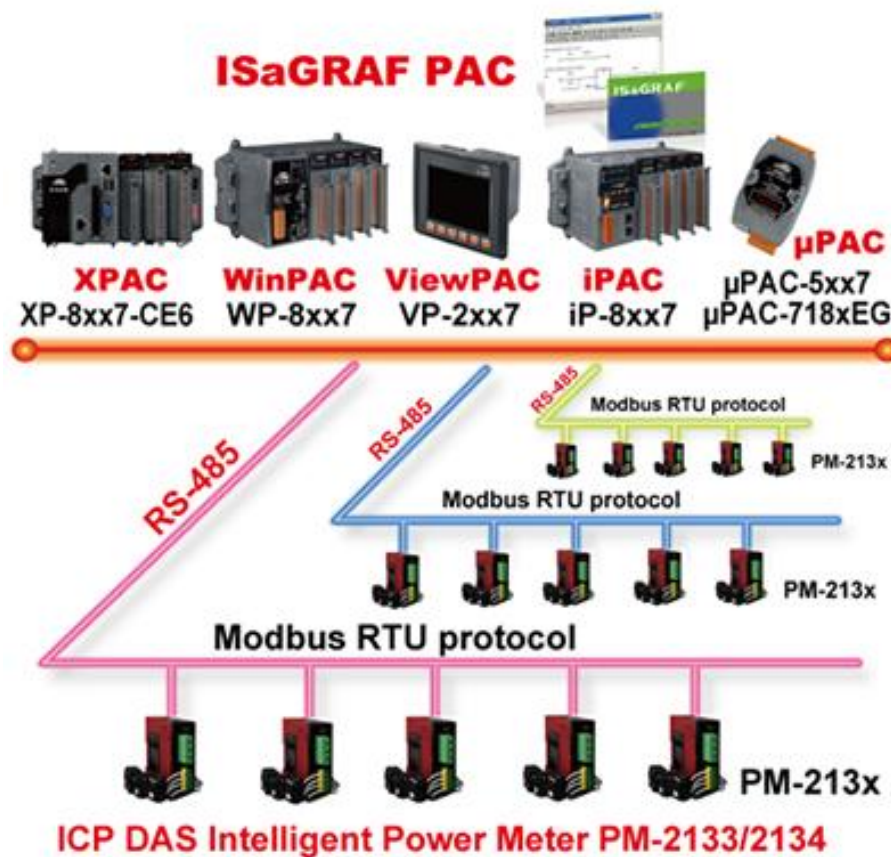 ISaGRAF PAC
ISaGRAF
XPAC
XP-8xx7-CE6
WinPAC
WP-8xx7
ViewPAC
VP-2xx7
iPAC
iP-8xx7
µPAC
µPAC-5xx7
µPAC-718xEG
RS-485
Modbus RTU protocol
PM-213x
RS-485
Modbus RTU protocol
PM-213x
RS-485
Modbus RTU protocol
PM-213x
ICP DAS Intelligent Power Meter PM-2133/2134